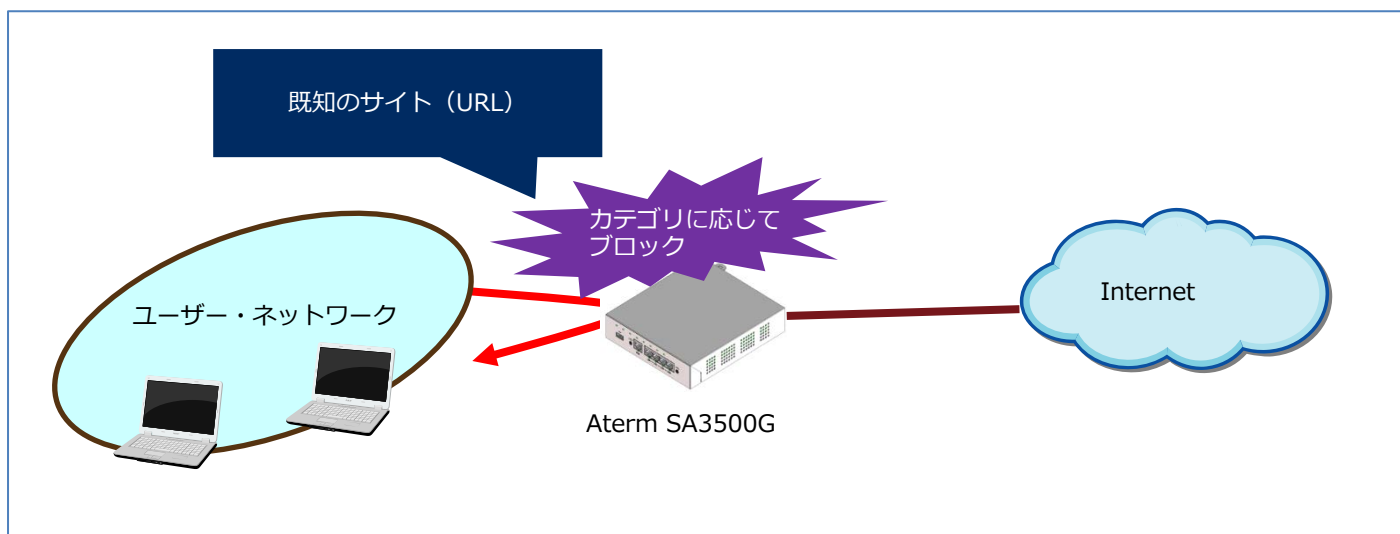 既知のサイト（URL）
カテゴリに応じて
ブロック
ユーザー・ネットワーク
Internet
Aterm SA3500G